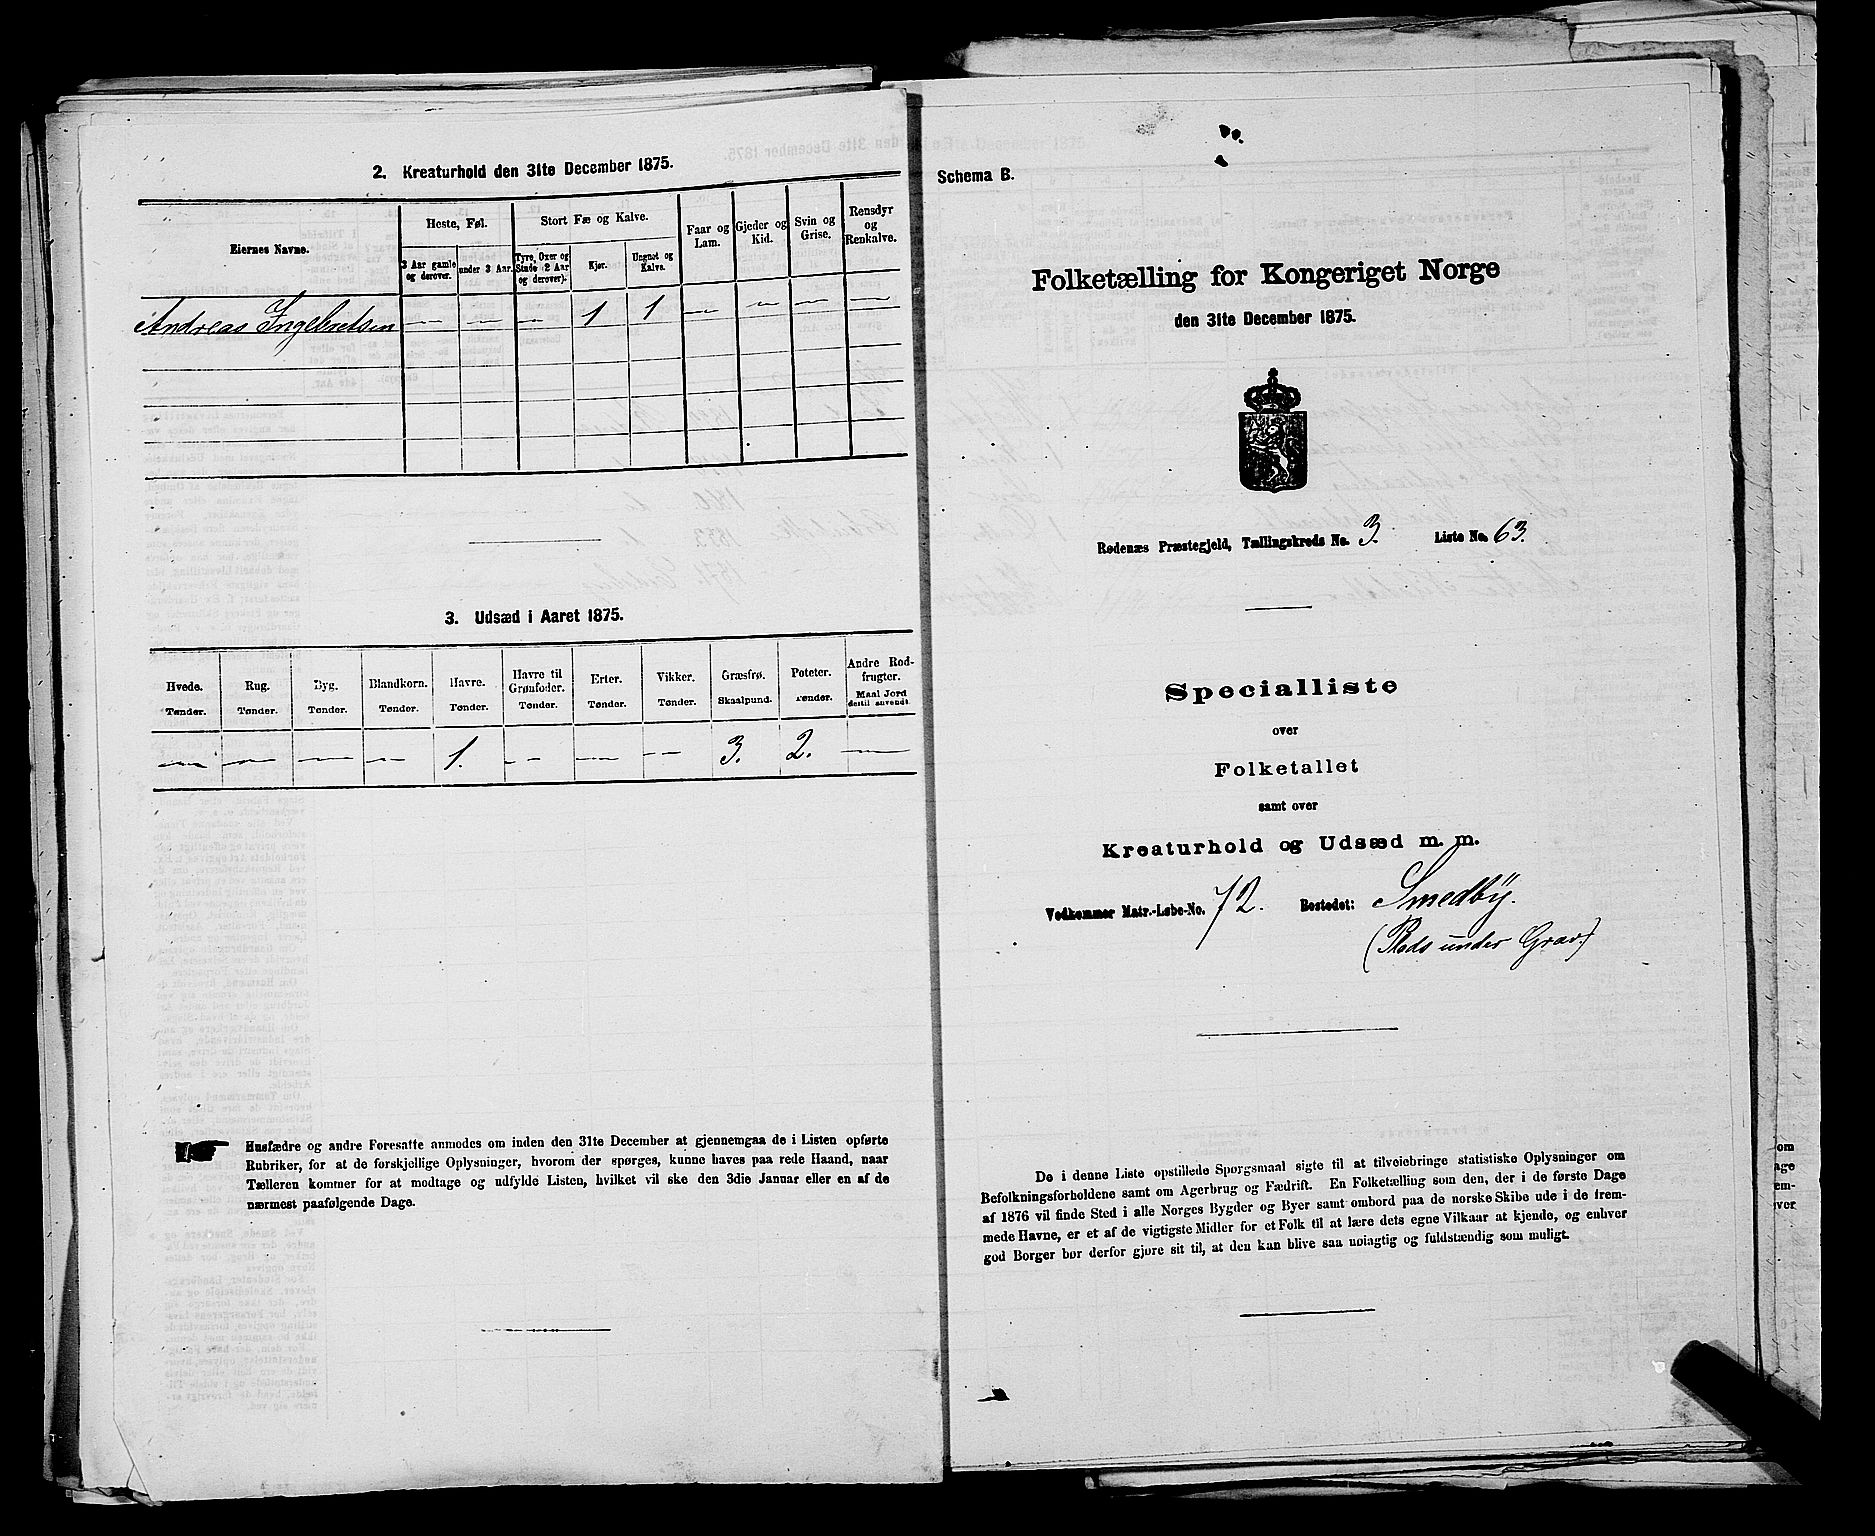 2. Kreaturhold den 31te December 1875.
Eiernes Navne.
Heste, Føl.
3 Aar gamle og derover.
under 3 Aar.
Stort Fæ og Kalve.
Tyre, Oxer og Stude (2 Aar og derover).
Kjør.
Ungnøt og Kalve.
Faar og Lam.
Gjeder og Kid.
Svin og Grise.
Rensdyr og Renkalve.
Andreas Ingebretsen — — — 1 1 — — — —
3. Udsæd i Aaret 1875.
Hvede. Rug. Byg. Blandkorn. Havre. Havre til Grønfoder. Erter. Vikker. Græsfrø. Poteter. Andre Rodfrugter.
Tønder. Tønder. Tønder. Tønder. Tønder. Tønder. Tønder. Tønder. Skaalpund. Tønder. Maal Jord dertil anvendt.
— — — — 1. — — — 3. 2. —
Husfædre og andre Foresatte anmodes om inden den 31te December at gjennemgaa de i Listen opførte
Rubriker, for at de forskjellige Oplysninger, hvorom der spørges, kunne haves paa rede Haand, naar
Tælleren kommer for at modtage og udfylde Listen, hvilket vil ske den 3die Januar eller en af de
nærmest paafølgende Dage.
Schema B.
Folketælling for Kongeriget Norge
den 31te December 1875.
Rødenæs Præstegjeld, Tællingskreds No. 3. Liste No. 63.
Specialliste
over
Folketallet
samt over
Kreaturhold og Udsæd m. m.
Vedkommer Matr.-Løbe-No. 72. Bostedet: Smedby.
(Plads under Grav.)
De i denne Liste opstillede Spørgsmaal sigte til at tilveiebringe statistiske Oplysninger om
Befolkningsforholdene samt om Agerbrug og Fædrift. En Folketælling som den, der i de første Dage
af 1876 vil finde Sted i alle Norges Bygder og Byer samt ombord paa de norske Skibe ude i de frem-
mede Havne, er et af de vigtigste Midler for et Folk til at lære dets egne Vilkaar at kjende, og enhver
god Borger bør derfor gjøre sit til, at den kan blive saa nøiagtig og fuldstændig som muligt.